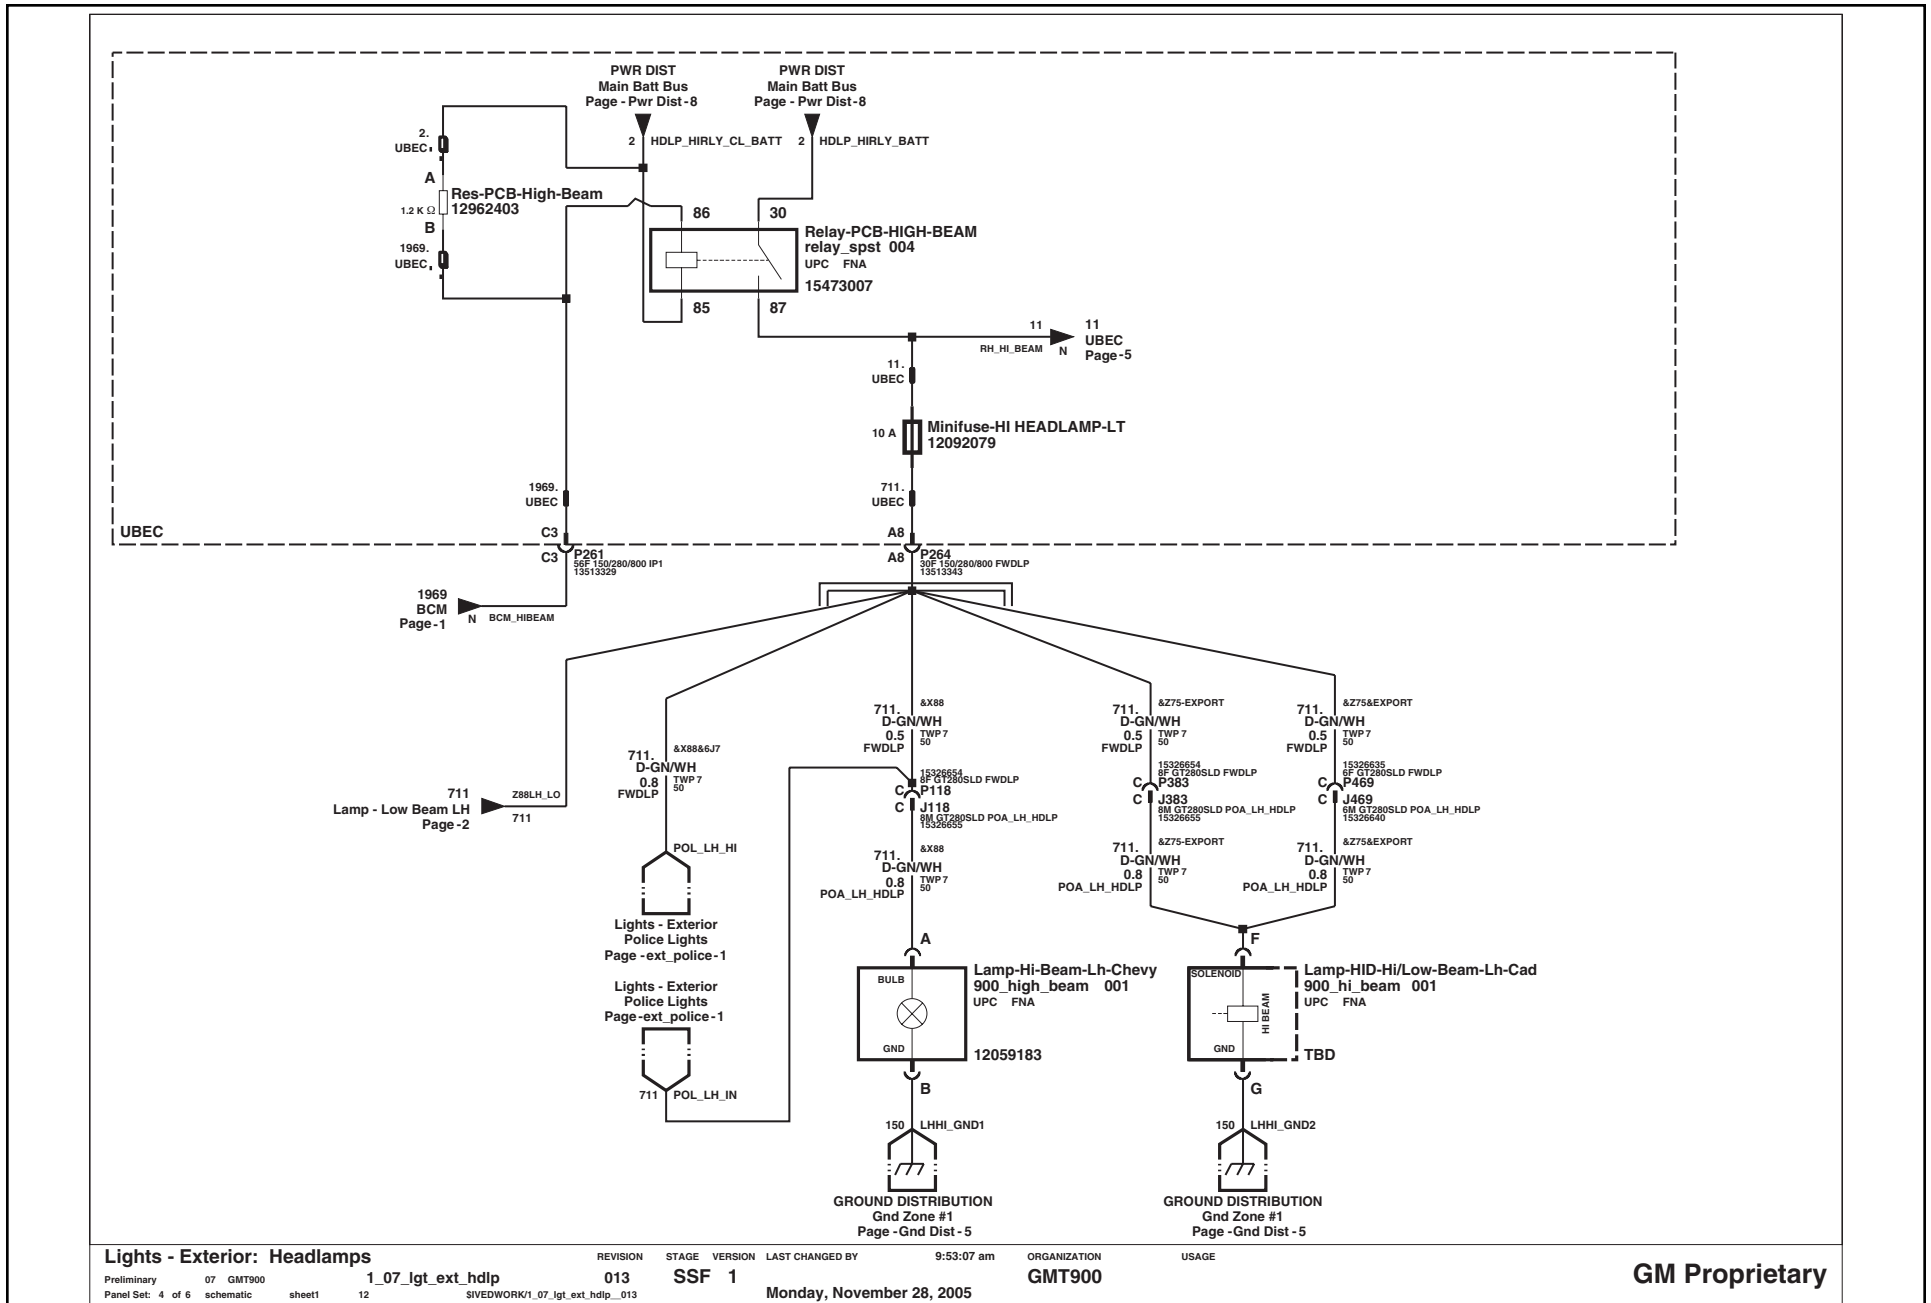 PWR DIST
Main Batt Bus
Page - Pwr Dist-8
PWR DIST
Main Batt Bus
Page - Pwr Dist-8
2 HDLP_HIRLY_CL_BATT
2 HDLP_HIRLY_BATT
2.
UBEC
A
Res-PCB-High-Beam
12962403
1.2 K Ω
B
1969.
UBEC
86
30
Relay-PCB-HIGH-BEAM
relay_spst 004
UPC FNA
15473007
85
87
11
RH_HI_BEAM
N
11
UBEC
Page-5
11.
UBEC
10 A
Minifuse-HI HEADLAMP-LT
12092079
1969.
UBEC
711.
UBEC
UBEC
C3
A8
C3
P261
56F 150/280/800 IP1
13513329
A8
P264
30F 150/280/800 FWDLP
13513343
1969
BCM
Page-1
N
BCM_HIBEAM
711
Lamp - Low Beam LH
Page-2
Z88LH_LO
711
711.
D-GN/WH
0.8
FWDLP
&X88&6J7
TWP 7
50
711.
D-GN/WH
0.5
FWDLP
&X88
TWP 7
50
711.
D-GN/WH
0.5
FWDLP
&Z75-EXPORT
TWP 7
50
711.
D-GN/WH
0.5
FWDLP
&Z75&EXPORT
TWP 7
50
15326654
8F GT280SLD FWDLP
C P118
C J118
8M GT280SLD POA_LH_HDLP
15326655
15326654
8F GT280SLD FWDLP
C P383
C J383
8M GT280SLD POA_LH_HDLP
15326655
15326635
6F GT280SLD FWDLP
C P469
C J469
6M GT280SLD POA_LH_HDLP
15326640
711.
D-GN/WH
0.8
POA_LH_HDLP
&X88
TWP 7
50
711.
D-GN/WH
0.8
POA_LH_HDLP
&Z75-EXPORT
TWP 7
50
711.
D-GN/WH
0.8
POA_LH_HDLP
&Z75&EXPORT
TWP 7
50
POL_LH_HI
Lights - Exterior
Police Lights
Page -ext_police-1
Lights - Exterior
Police Lights
Page-ext_police-1
711 POL_LH_IN
A
BULB
GND
Lamp-Hi-Beam-Lh-Chevy
900_high_beam 001
UPC FNA
12059183
B
150 LHHI_GND1
GROUND DISTRIBUTION
Gnd Zone #1
Page -Gnd Dist-5
F
SOLENOID
HI BEAM
GND
Lamp-HID-Hi/Low-Beam-Lh-Cad
900_hi_beam 001
UPC FNA
TBD
G
150 LHHI_GND2
GROUND DISTRIBUTION
Gnd Zone #1
Page -Gnd Dist-5
Lights - Exterior: Headlamps
REVISION STAGE VERSION LAST CHANGED BY 9:53:07 am ORGANIZATION USAGE
Preliminary 07 GMT900 1_07_lgt_ext_hdlp 013 SSF 1 GMT900 GM Proprietary
Panel Set: 4 of 6 schematic sheet1 12 $IVEDWORK/1_07_lgt_ext_hdlp__013 Monday, November 28, 2005